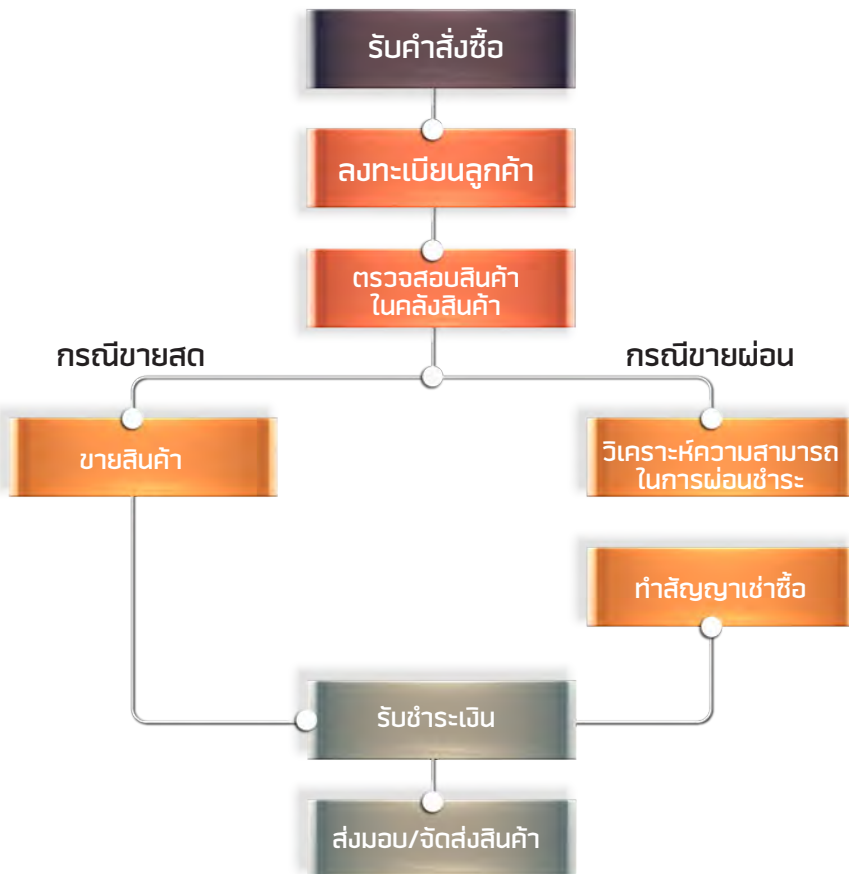 รับคำสั่งซื้อ
ลงทะเบียนลูกค้า
ตรวจสอบสินค้า
ในคลังสินค้า
กรณีขายสด
กรณีขายผ่อน
ขายสินค้า
วิเคราะห์ความสามารถ
ในการผ่อนชำระ
ทำสัญญาเช่าซื้อ
รับชำระเงิน
ส่งมอบ/จัดส่งสินค้า